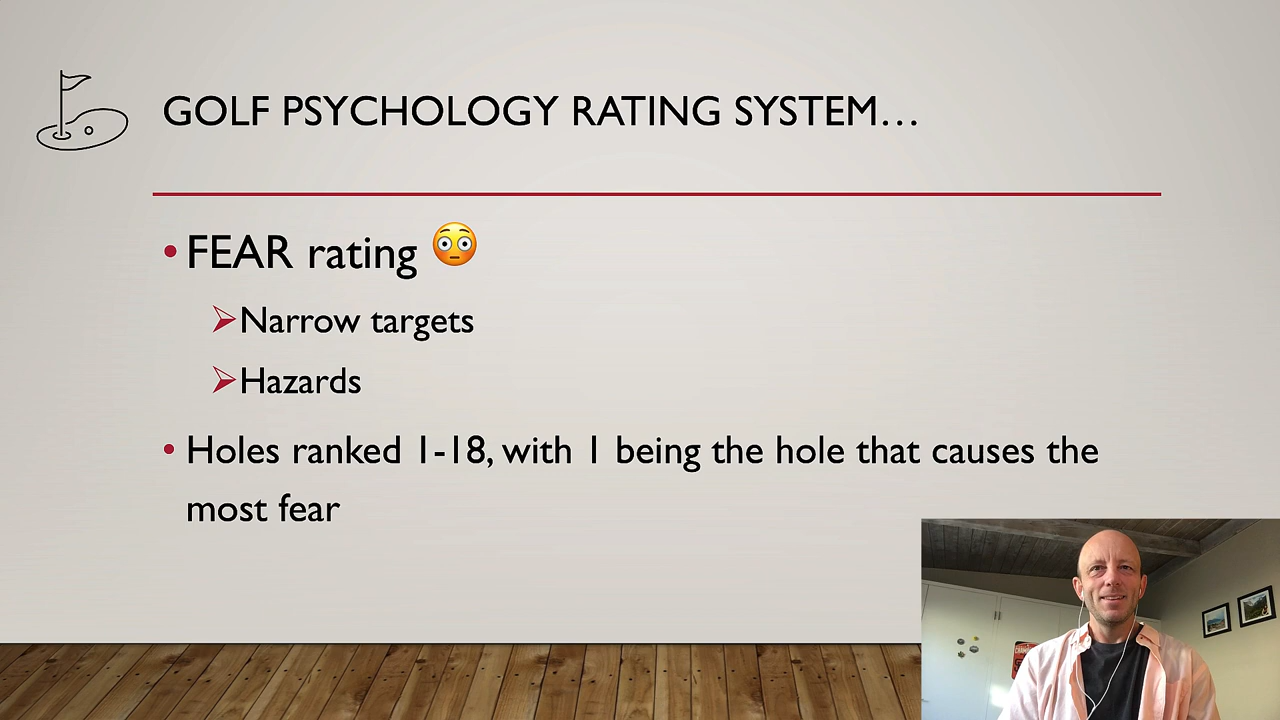 GOLF PSYCHOLOGY RATING SYSTEM…
FEAR rating 😳
Narrow targets
Hazards
Holes ranked 1-18, with 1 being the hole that causes the
most fear